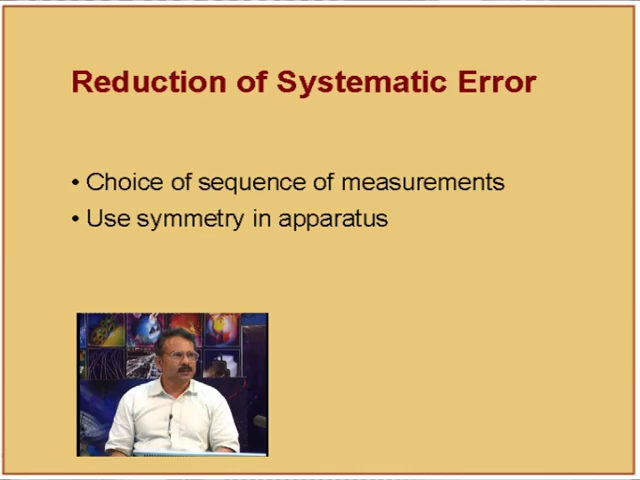 Reduction of Systematic Error
• Choice of sequence of measurements
• Use symmetry in apparatus